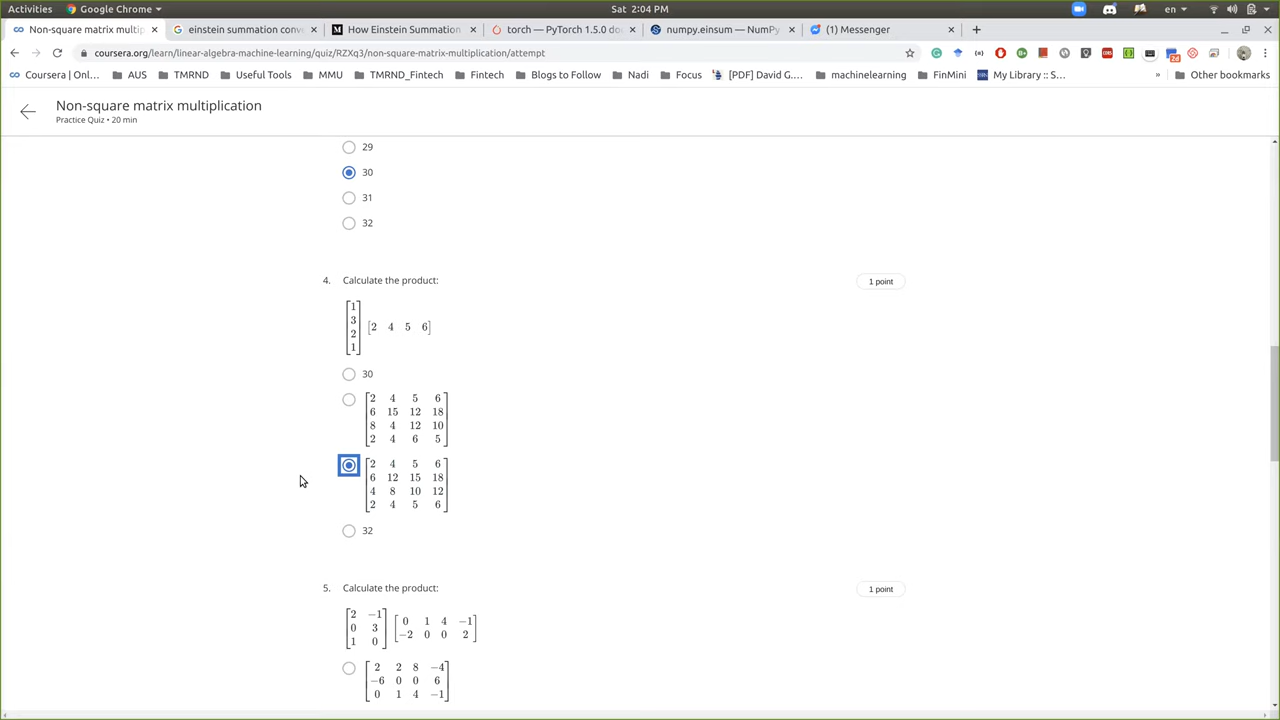 Activities Google Chrome Sat 2:04 PM en
Non-square matrix multip einstein summation conv How Einstein Summation torch — PyTorch 1.5.0 do numpy.einsum — NumPy (1) Messenger
coursera.org/learn/linear-algebra-machine-learning/quiz/RZXq3/non-square-matrix-multiplication/attempt
Coursera | Onl... AUS TMRND Useful Tools MMU TMRND_Fintech Fintech Blogs to Follow Nadi Focus [PDF] David G.... machinelearning FinMini My Library :: S... » Other bookmarks
Non-square matrix multiplication
Practice Quiz • 20 min
29
30
31
32
4. Calculate the product: 1 point
1
3
2 4 5 6
2
1
30
2 4 5 6
6 15 12 18
8 4 12 10
2 4 6 5
2 4 5 6
6 12 15 18
4 8 10 12
2 4 5 6
32
5. Calculate the product: 1 point
2 −1
0 1 4 −1
0 3
−2 0 0 2
1 0
2 2 8 −4
−6 0 0 6
0 1 4 −1